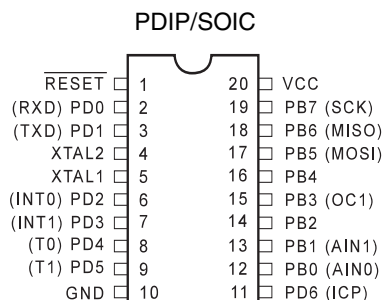 PDIP/SOIC
RESET 1 20 VCC
(RXD) PD0 2 19 PB7 (SCK)
(TXD) PD1 3 18 PB6 (MISO)
XTAL2 4 17 PB5 (MOSI)
XTAL1 5 16 PB4
(INT0) PD2 6 15 PB3 (OC1)
(INT1) PD3 7 14 PB2
(T0) PD4 8 13 PB1 (AIN1)
(T1) PD5 9 12 PB0 (AIN0)
GND 10 11 PD6 (ICP)